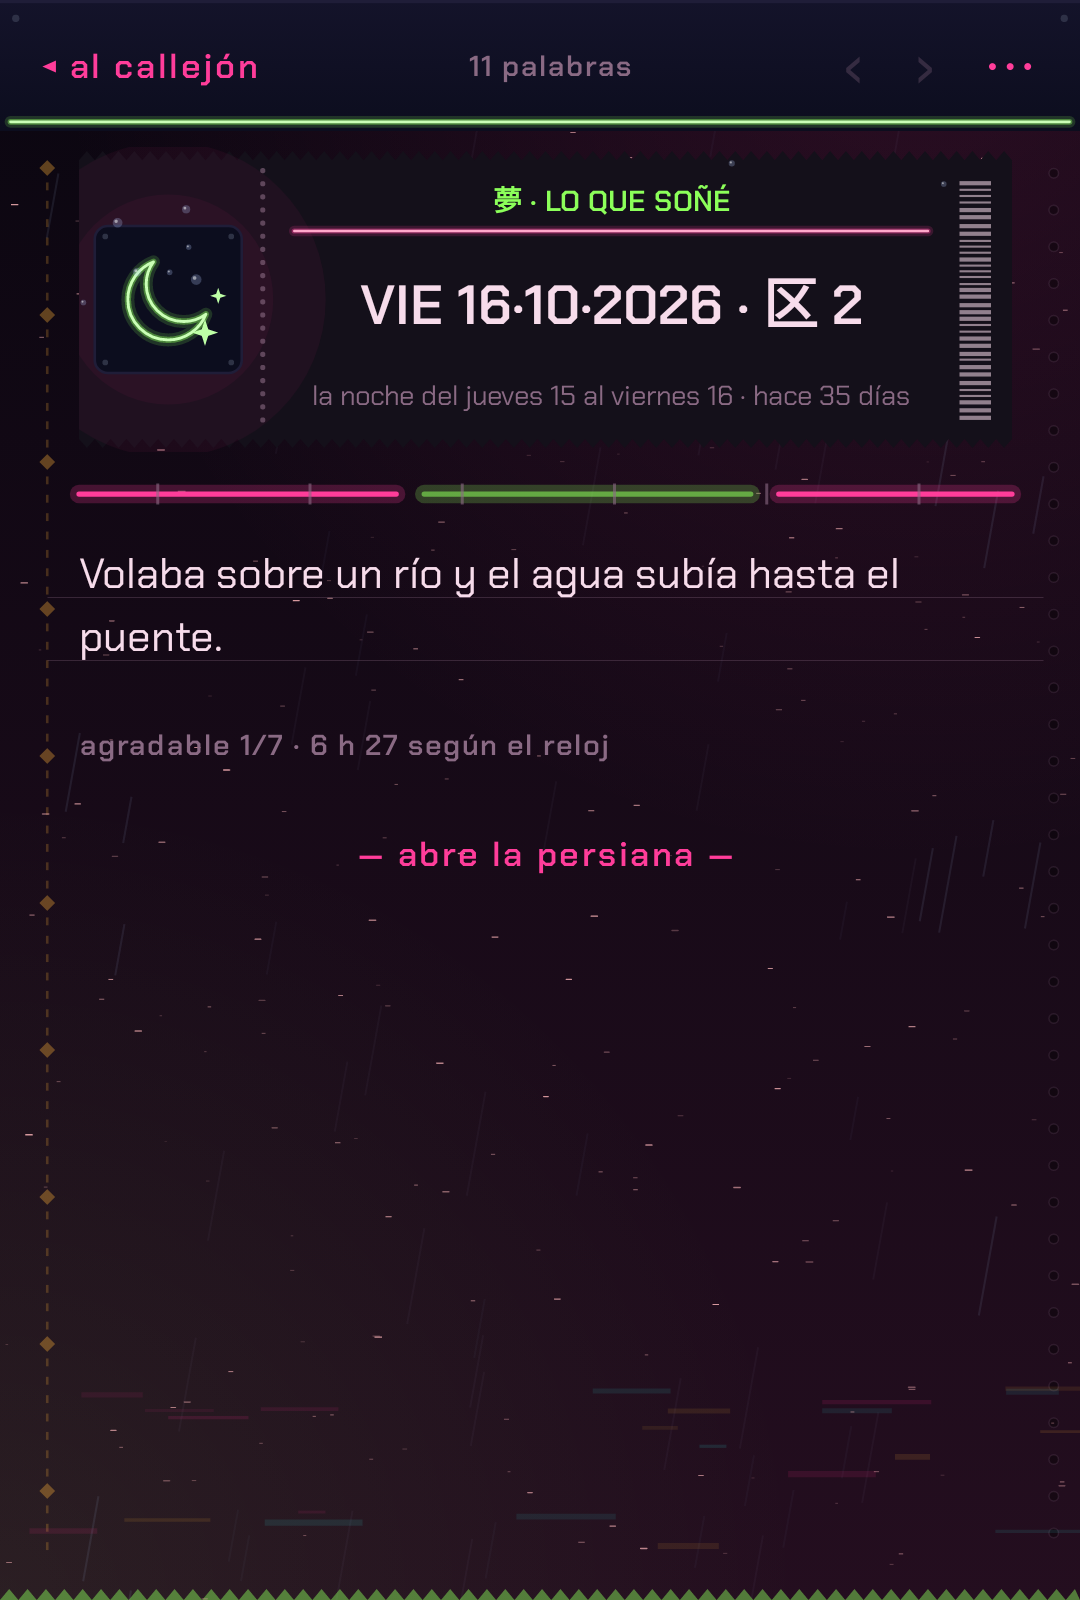 ◂ al callejón
11 palabras
‹ › •••
夢 · LO QUE SOÑÉ
VIE 16·10·2026 · 区 2
la noche del jueves 15 al viernes 16 · hace 35 días
Volaba sobre un río y el agua subía hasta el
puente.
agradable 1/7 · 6 h 27 según el reloj
— abre la persiana —